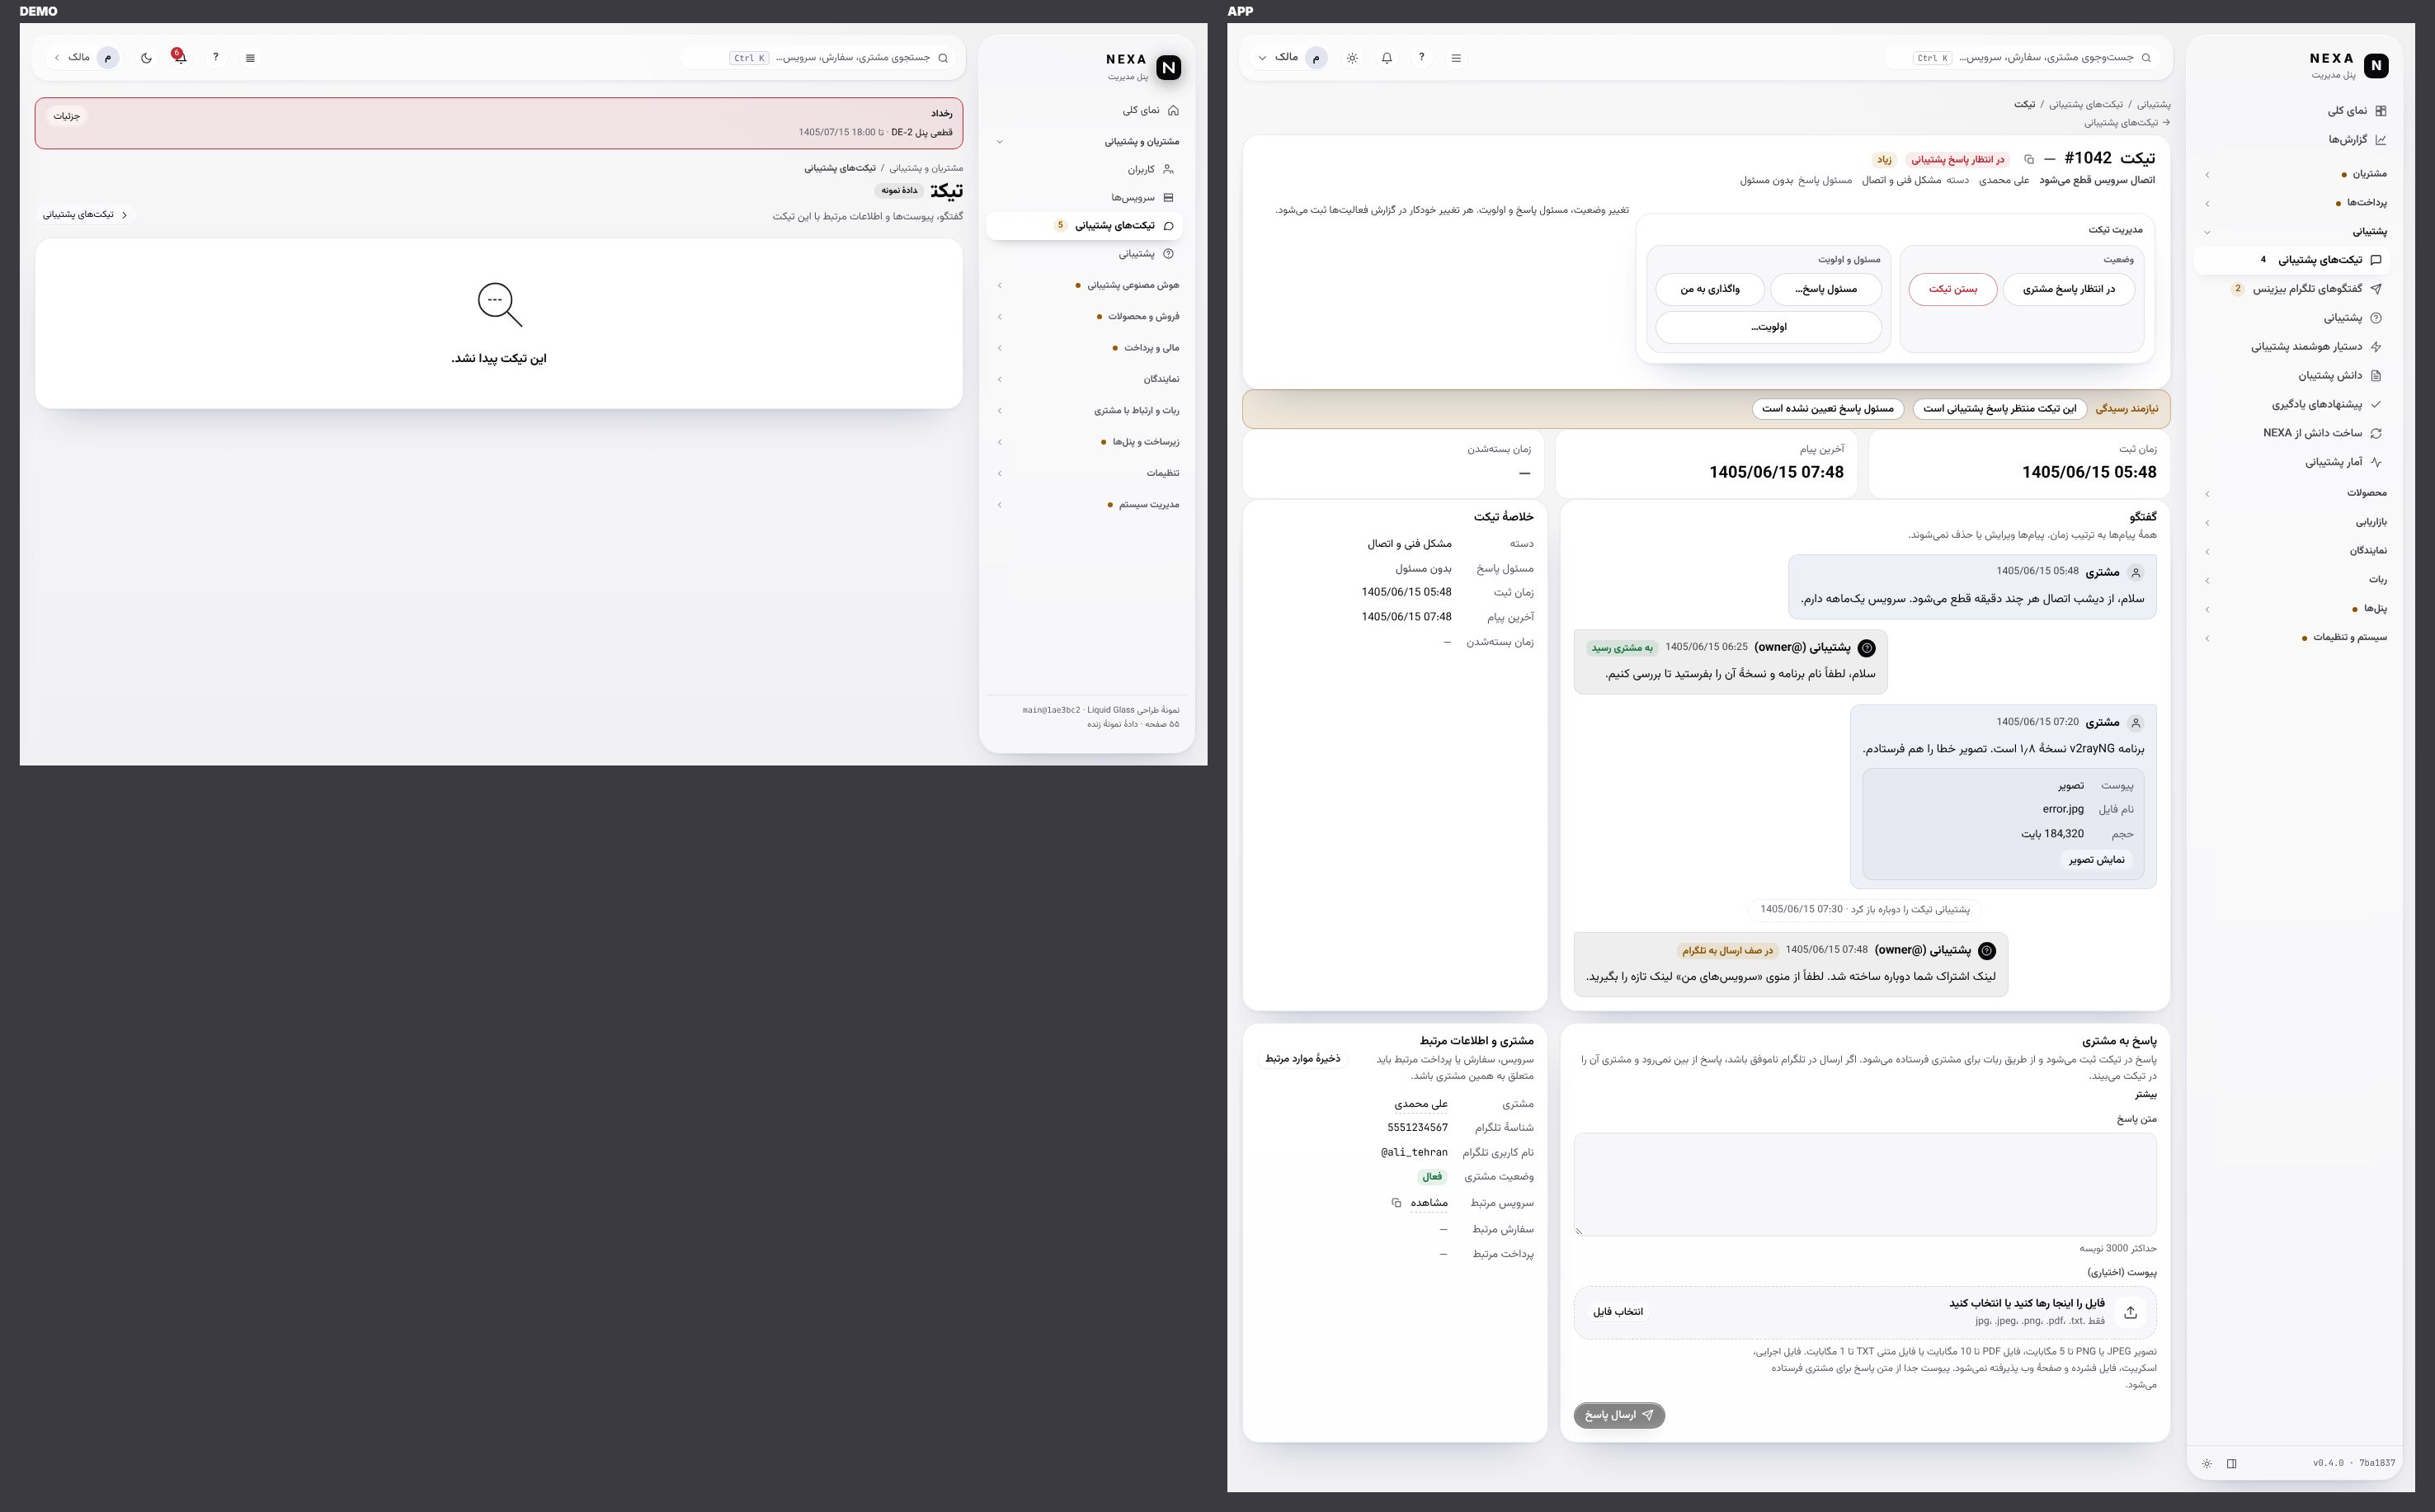 DEMO
NEXA
پنل مدیریت
جستجوی مشتری، سفارش، سرویس...
Ctrl K
?
6
م
مالک
نمای کلی
مشتریان و پشتیبانی
کاربران
سرویس‌ها
تیکت‌های پشتیبانی 5
پشتیبانی
هوش مصنوعی پشتیبانی
فروش و محصولات
مالی و پرداخت
نمایندگان
ربات و ارتباط با مشتری
زیرساخت و پنل‌ها
تنظیمات
مدیریت سیستم
نمونهٔ طراحی Liquid Glass · main@1ae3bc2
۵۵ صفحه · دادهٔ نمونهٔ زنده
رخداد
قطعی پنل DE-2 · تا 18:00 1405/07/15
جزئیات
مشتریان و پشتیبانی / تیکت‌های پشتیبانی
تیکت
دادهٔ نمونه
گفتگو، پیوست‌ها و اطلاعات مرتبط با این تیکت
تیکت‌های پشتیبانی
این تیکت پیدا نشد.
APP
N
NEXA
پنل مدیریت
جست‌وجوی مشتری، سفارش، سرویس...
Ctrl K
?
م
مالک
نمای کلی
گزارش‌ها
مشتریان
پرداخت‌ها
پشتیبانی
تیکت‌های پشتیبانی 4
گفتگوهای تلگرام بیزینس 2
پشتیبانی
دستیار هوشمند پشتیبانی
دانش پشتیبان
پیشنهادهای یادگیری
ساخت دانش از NEXA
آمار پشتیبانی
محصولات
بازاریابی
نمایندگان
ربات
پنل‌ها
سیستم و تنظیمات
v0.4.0 · 7ba1837
پشتیبانی / تیکت‌های پشتیبانی / تیکت
→ تیکت‌های پشتیبانی
تیکت #1042 —
در انتظار پاسخ پشتیبانی
زیاد
اتصال سرویس قطع می‌شود علی محمدی دسته مشکل فنی و اتصال مسئول پاسخ بدون مسئول
تغییر وضعیت، مسئول پاسخ و اولویت. هر تغییر خودکار در گزارش فعالیت‌ها ثبت می‌شود.
مدیریت تیکت
وضعیت
در انتظار پاسخ مشتری
بستن تیکت
مسئول و اولویت
مسئول پاسخ...
واگذاری به من
اولویت...
نیازمند رسیدگی
این تیکت منتظر پاسخ پشتیبانی است
مسئول پاسخ تعیین نشده است
زمان ثبت
1405/06/15 05:48
آخرین پیام
1405/06/15 07:48
زمان بسته‌شدن
—
گفتگو
همهٔ پیام‌ها به ترتیب زمان. پیام‌ها ویرایش یا حذف نمی‌شوند.
مشتری 1405/06/15 05:48
سلام، از دیشب اتصال هر چند دقیقه قطع می‌شود. سرویس یک‌ماهه دارم.
پشتیبانی (@owner) 1405/06/15 06:25 به مشتری رسید
سلام، لطفاً نام برنامه و نسخهٔ آن را بفرستید تا بررسی کنیم.
مشتری 1405/06/15 07:20
برنامه v2rayNG نسخهٔ ۱٫۸ است. تصویر خطا را هم فرستادم.
پیوست تصویر
نام فایل error.jpg
حجم 184,320 بایت
نمایش تصویر
پشتیبانی تیکت را دوباره باز کرد · 1405/06/15 07:30
پشتیبانی (@owner) 1405/06/15 07:48 در صف ارسال به تلگرام
لینک اشتراک شما دوباره ساخته شد. لطفاً از منوی «سرویس‌های من» لینک تازه را بگیرید.
خلاصهٔ تیکت
دسته مشکل فنی و اتصال
مسئول پاسخ بدون مسئول
زمان ثبت 1405/06/15 05:48
آخرین پیام 1405/06/15 07:48
زمان بسته‌شدن —
پاسخ به مشتری
پاسخ در تیکت ثبت می‌شود و از طریق ربات برای مشتری فرستاده می‌شود. اگر ارسال در تلگرام ناموفق باشد، پاسخ از بین نمی‌رود و مشتری آن را
در تیکت می‌بیند.
بیشتر
متن پاسخ
حداکثر 3000 نویسه
پیوست (اختیاری)
فایل را اینجا رها کنید یا انتخاب کنید
فقط .jpg، .jpeg، .png، .pdf، .txt
انتخاب فایل
تصویر JPEG یا PNG تا 5 مگابایت، فایل PDF تا 10 مگابایت یا فایل متنی TXT تا 1 مگابایت. فایل اجرایی،
اسکریپت، فایل فشرده و صفحهٔ وب پذیرفته نمی‌شود. پیوست جدا از متن پاسخ برای مشتری فرستاده
می‌شود.
ارسال پاسخ
مشتری و اطلاعات مرتبط
سرویس، سفارش یا پرداخت مرتبط باید
متعلق به همین مشتری باشد.
ذخیرهٔ موارد مرتبط
مشتری علی محمدی
شناسهٔ تلگرام 5551234567
نام کاربری تلگرام @ali_tehran
وضعیت مشتری فعال
سرویس مرتبط مشاهده
سفارش مرتبط —
پرداخت مرتبط —